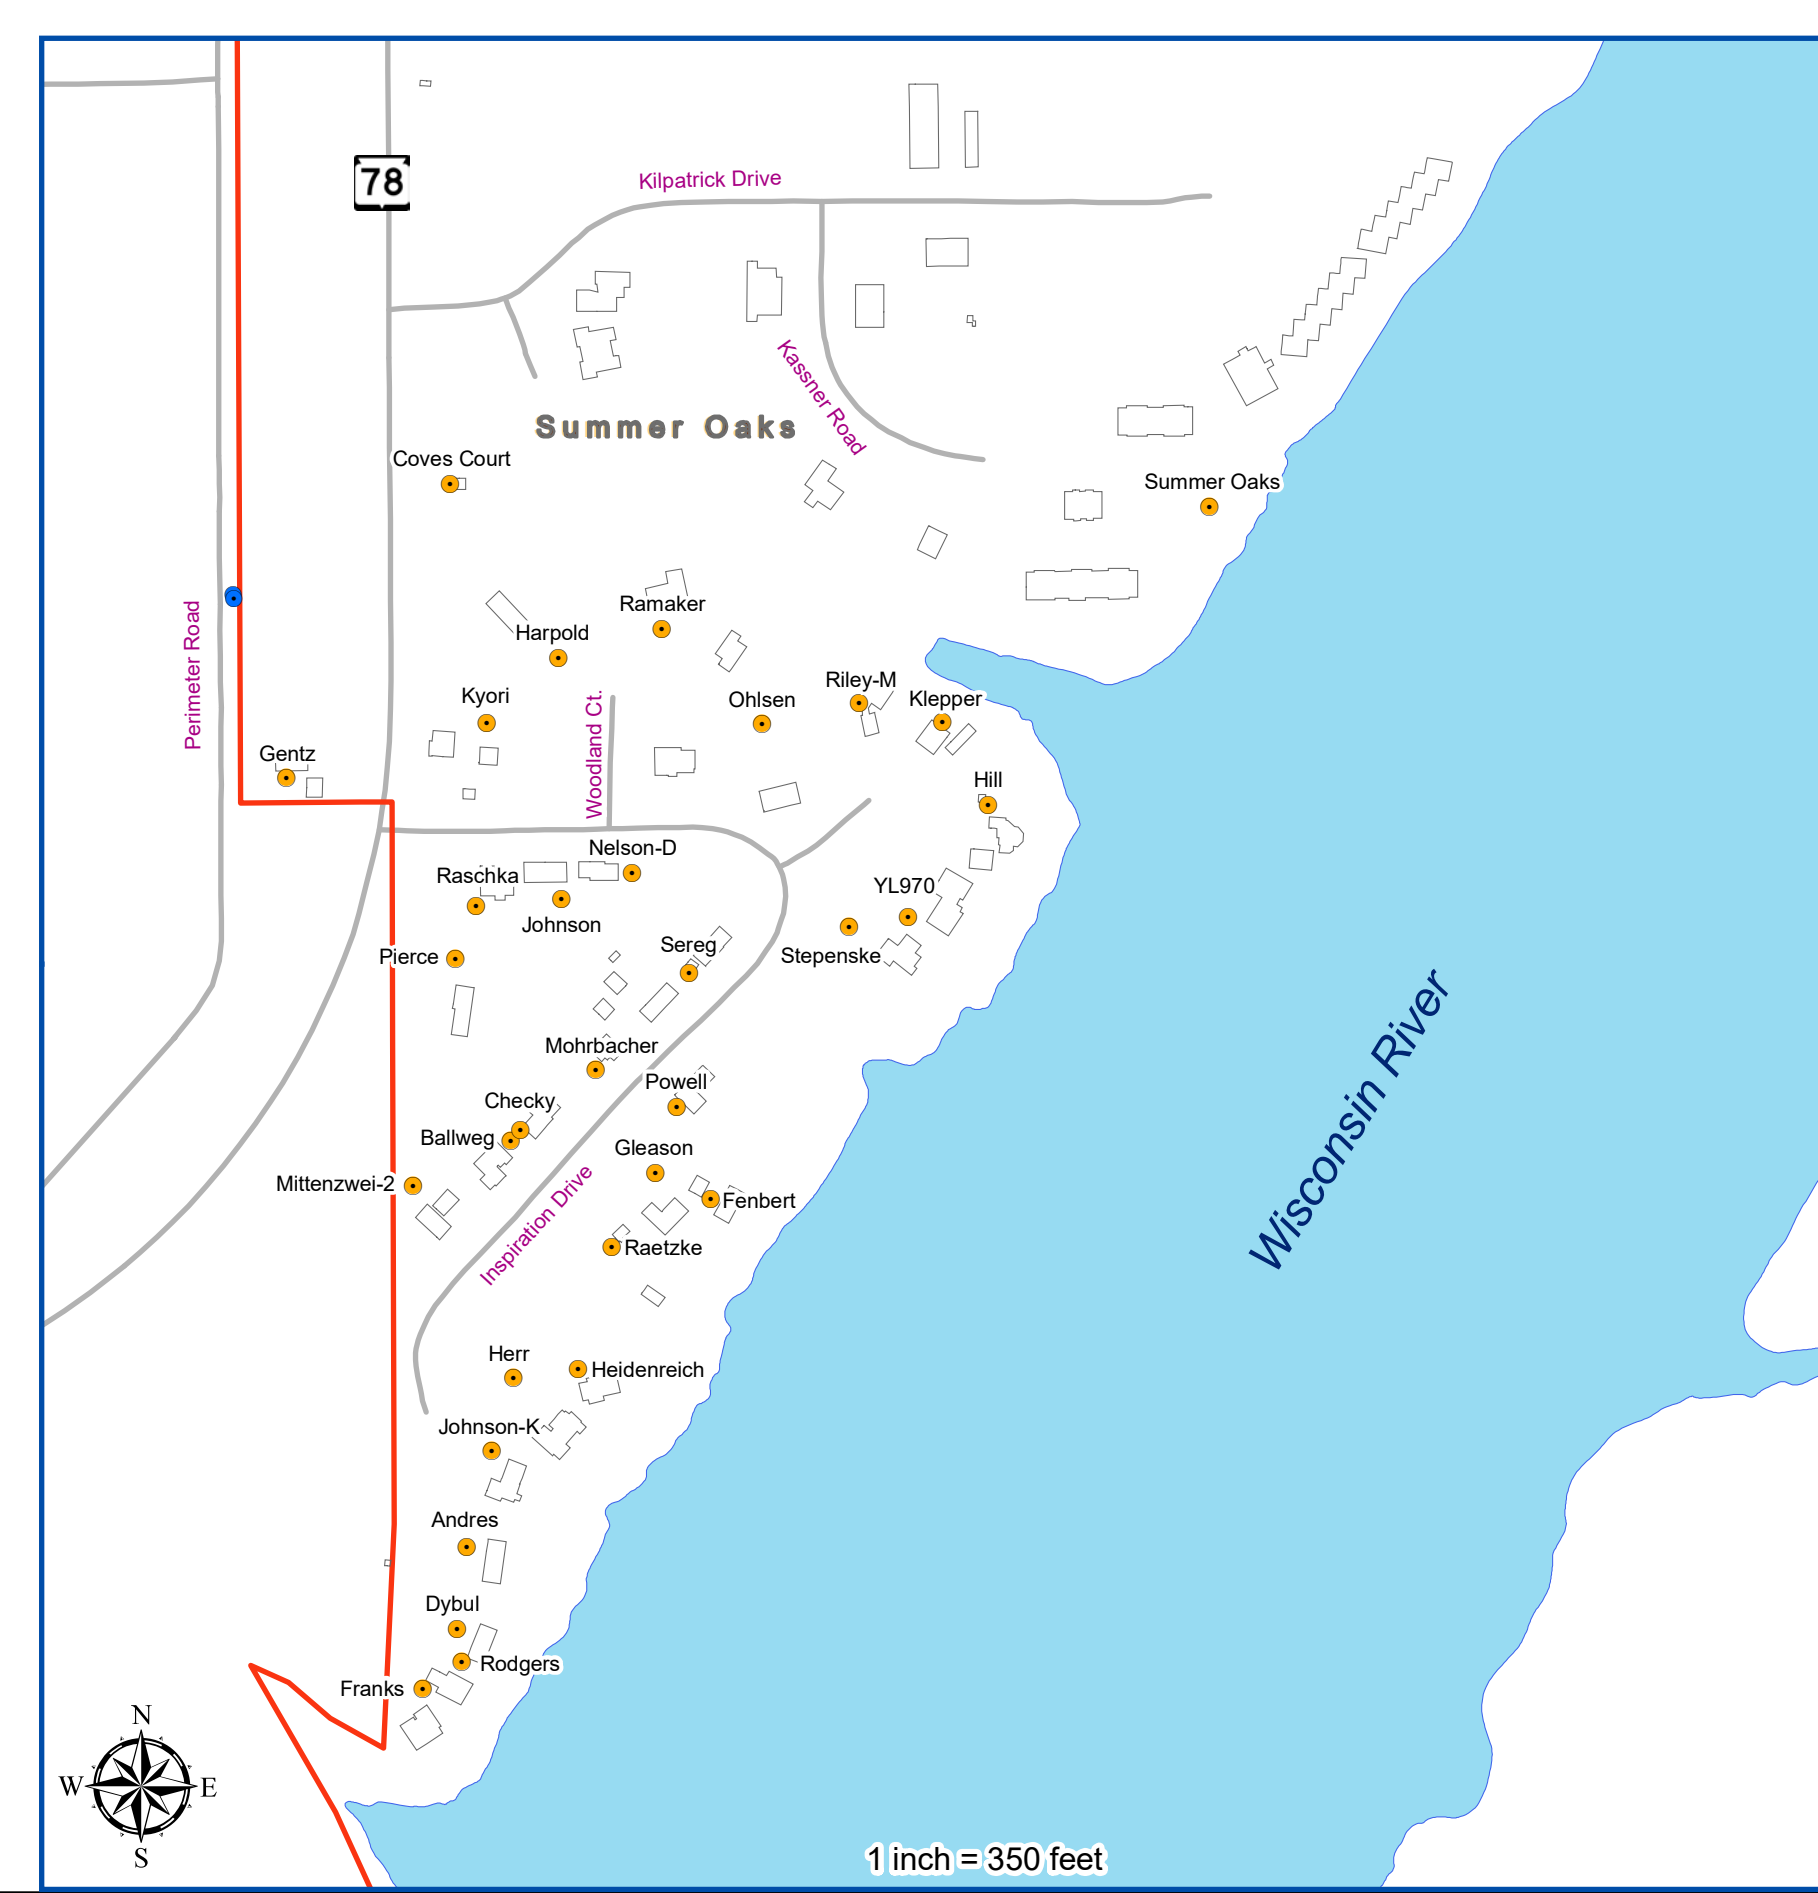 Kilpatrick Drive
78
Kassner Road
Summer Oaks
Coves Court
Summer Oaks
Perimeter Road
Ramaker
Harpold
Riley-M
Kyori
Ohlsen
Klepper
Woodland Ct.
Gentz
Hill
Nelson-D
Raschka
YL970
Johnson
Sereg
Pierce
Stepenske
Wisconsin River
Mohrbacher
Powell
Checky
Ballweg
Gleason
Mittenzwei-2
Fenbert
Inspiration Drive
Raetzke
Herr
Heidenreich
Johnson-K
Andres
Dybul
Rodgers
Franks
N
W E
S
1 inch = 350 feet